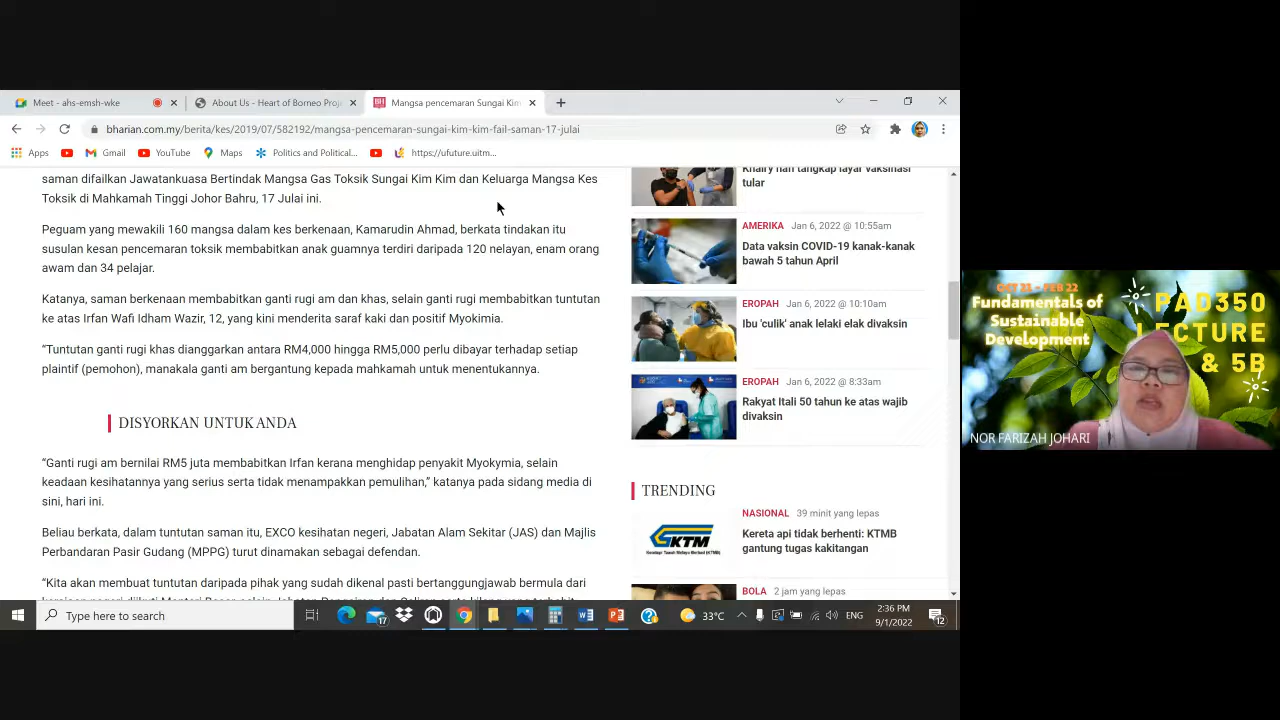 Meet - ahs-emsh-wke
About Us - Heart of Borneo Proj
Mangsa pencemaran Sungai Kim
bharian.com.my/berita/kes/2019/07/582192/mangsa-pencemaran-sungai-kim-kim-fail-saman-17-julai
Apps
Gmail
YouTube
Maps
Politics and Political...
https://ufuture.uitm...
saman difailkan Jawatankuasa Bertindak Mangsa Gas Toksik Sungai Kim Kim dan Keluarga Mangsa Kes
Toksik di Mahkamah Tinggi Johor Bahru, 17 Julai ini.
Peguam yang mewakili 160 mangsa dalam kes berkenaan, Kamarudin Ahmad, berkata tindakan itu
susulan kesan pencemaran toksik membabitkan anak guamnya terdiri daripada 120 nelayan, enam orang
awam dan 34 pelajar.
Katanya, saman berkenaan membabitkan ganti rugi am dan khas, selain ganti rugi membabitkan tuntutan
ke atas Irfan Wafi Idham Wazir, 12, yang kini mengalami lemah kaki dan positif Myokimia.
“Tuntutan ganti rugi khas dianggarkan antara RM4,000 hingga RM5,000 perlu dibayar terhadap setiap
plaintif (pemohon), manakala ganti am bergantung kepada mahkamah untuk menentukannya.
DISYORKAN UNTUK ANDA
“Ganti rugi am bernilai RM5 juta membabitkan Irfan kerana menghidap penyakit Myokymia, selain
keadaan kesihatannya yang serius serta tidak menampakkan pemulihan,” katanya pada sidang media di
sini, hari ini.
Beliau berkata, dalam tuntutan saman itu, EXCO kesihatan negeri, Jabatan Alam Sekitar (JAS) dan Majlis
Perbandaran Pasir Gudang (MPPG) turut dinamakan sebagai defendan.
“Kita akan membuat tuntutan daripada pihak yang sudah dikenal pasti bertanggungjawab bermula dari
Khairy nafi tangkap layar vaksinasi
tular
AMERIKA Jan 6, 2022 @ 10:55am
Data vaksin COVID-19 kanak-kanak
bawah 5 tahun April
EROPAH Jan 6, 2022 @ 10:10am
Ibu 'culik' anak lelaki elak divaksin
EROPAH Jan 6, 2022 @ 8:33am
Rakyat Itali 50 tahun ke atas wajib
divaksin
TRENDING
NASIONAL 39 minit yang lepas
Kereta api tidak berhenti: KTMB
gantung tugas kakitangan
KTM
BOLA 2 jam yang lepas
Type here to search
17
33°C
ENG
2:36 PM
9/1/2022
12
OCT 21 - FEB 22
Fundamentals of
Sustainable
Development
PAD350
LECTURE
& 5B
NOR FARIZAH JOHARI